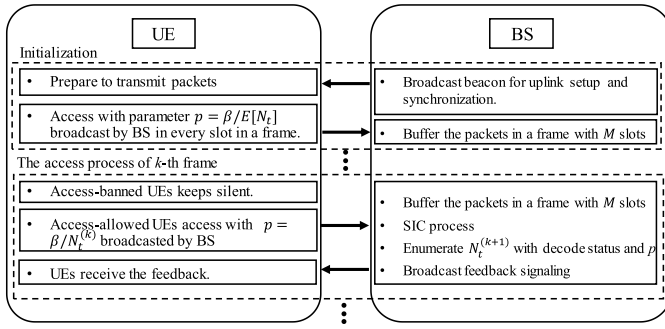 UE BS
Initialization
• Prepare to transmit packets
• Broadcast beacon for uplink setup and
synchronization.
• Access with parameter p = β/E[N_t]
broadcast by BS in every slot in a frame.
• Buffer the packets in a frame with M slots
The access process of k-th frame
• Access-banned UEs keeps silent.
• Access-allowed UEs access with p =
β/N_t^(k) broadcasted by BS
• UEs receive the feedback.
• Buffer the packets in a frame with M slots
• SIC process
• Enumerate N_t^(k+1) with decode status and p
• Broadcast feedback signaling